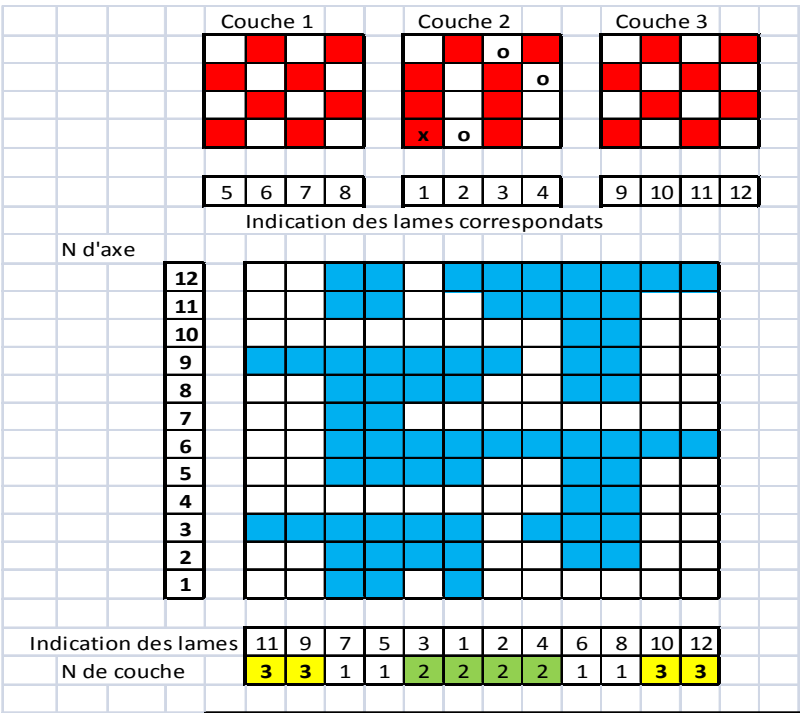 Couche 1 Couche 2 Couche 3
o
o
x o
5 6 7 8 1 2 3 4 9 10 11 12
Indication des lames correspondats
N d'axe
12
11
10
9
8
7
6
5
4
3
2
1
Indication des lames 11 9 7 5 3 1 2 4 6 8 10 12
N de couche 3 3 1 1 2 2 2 2 1 1 3 3